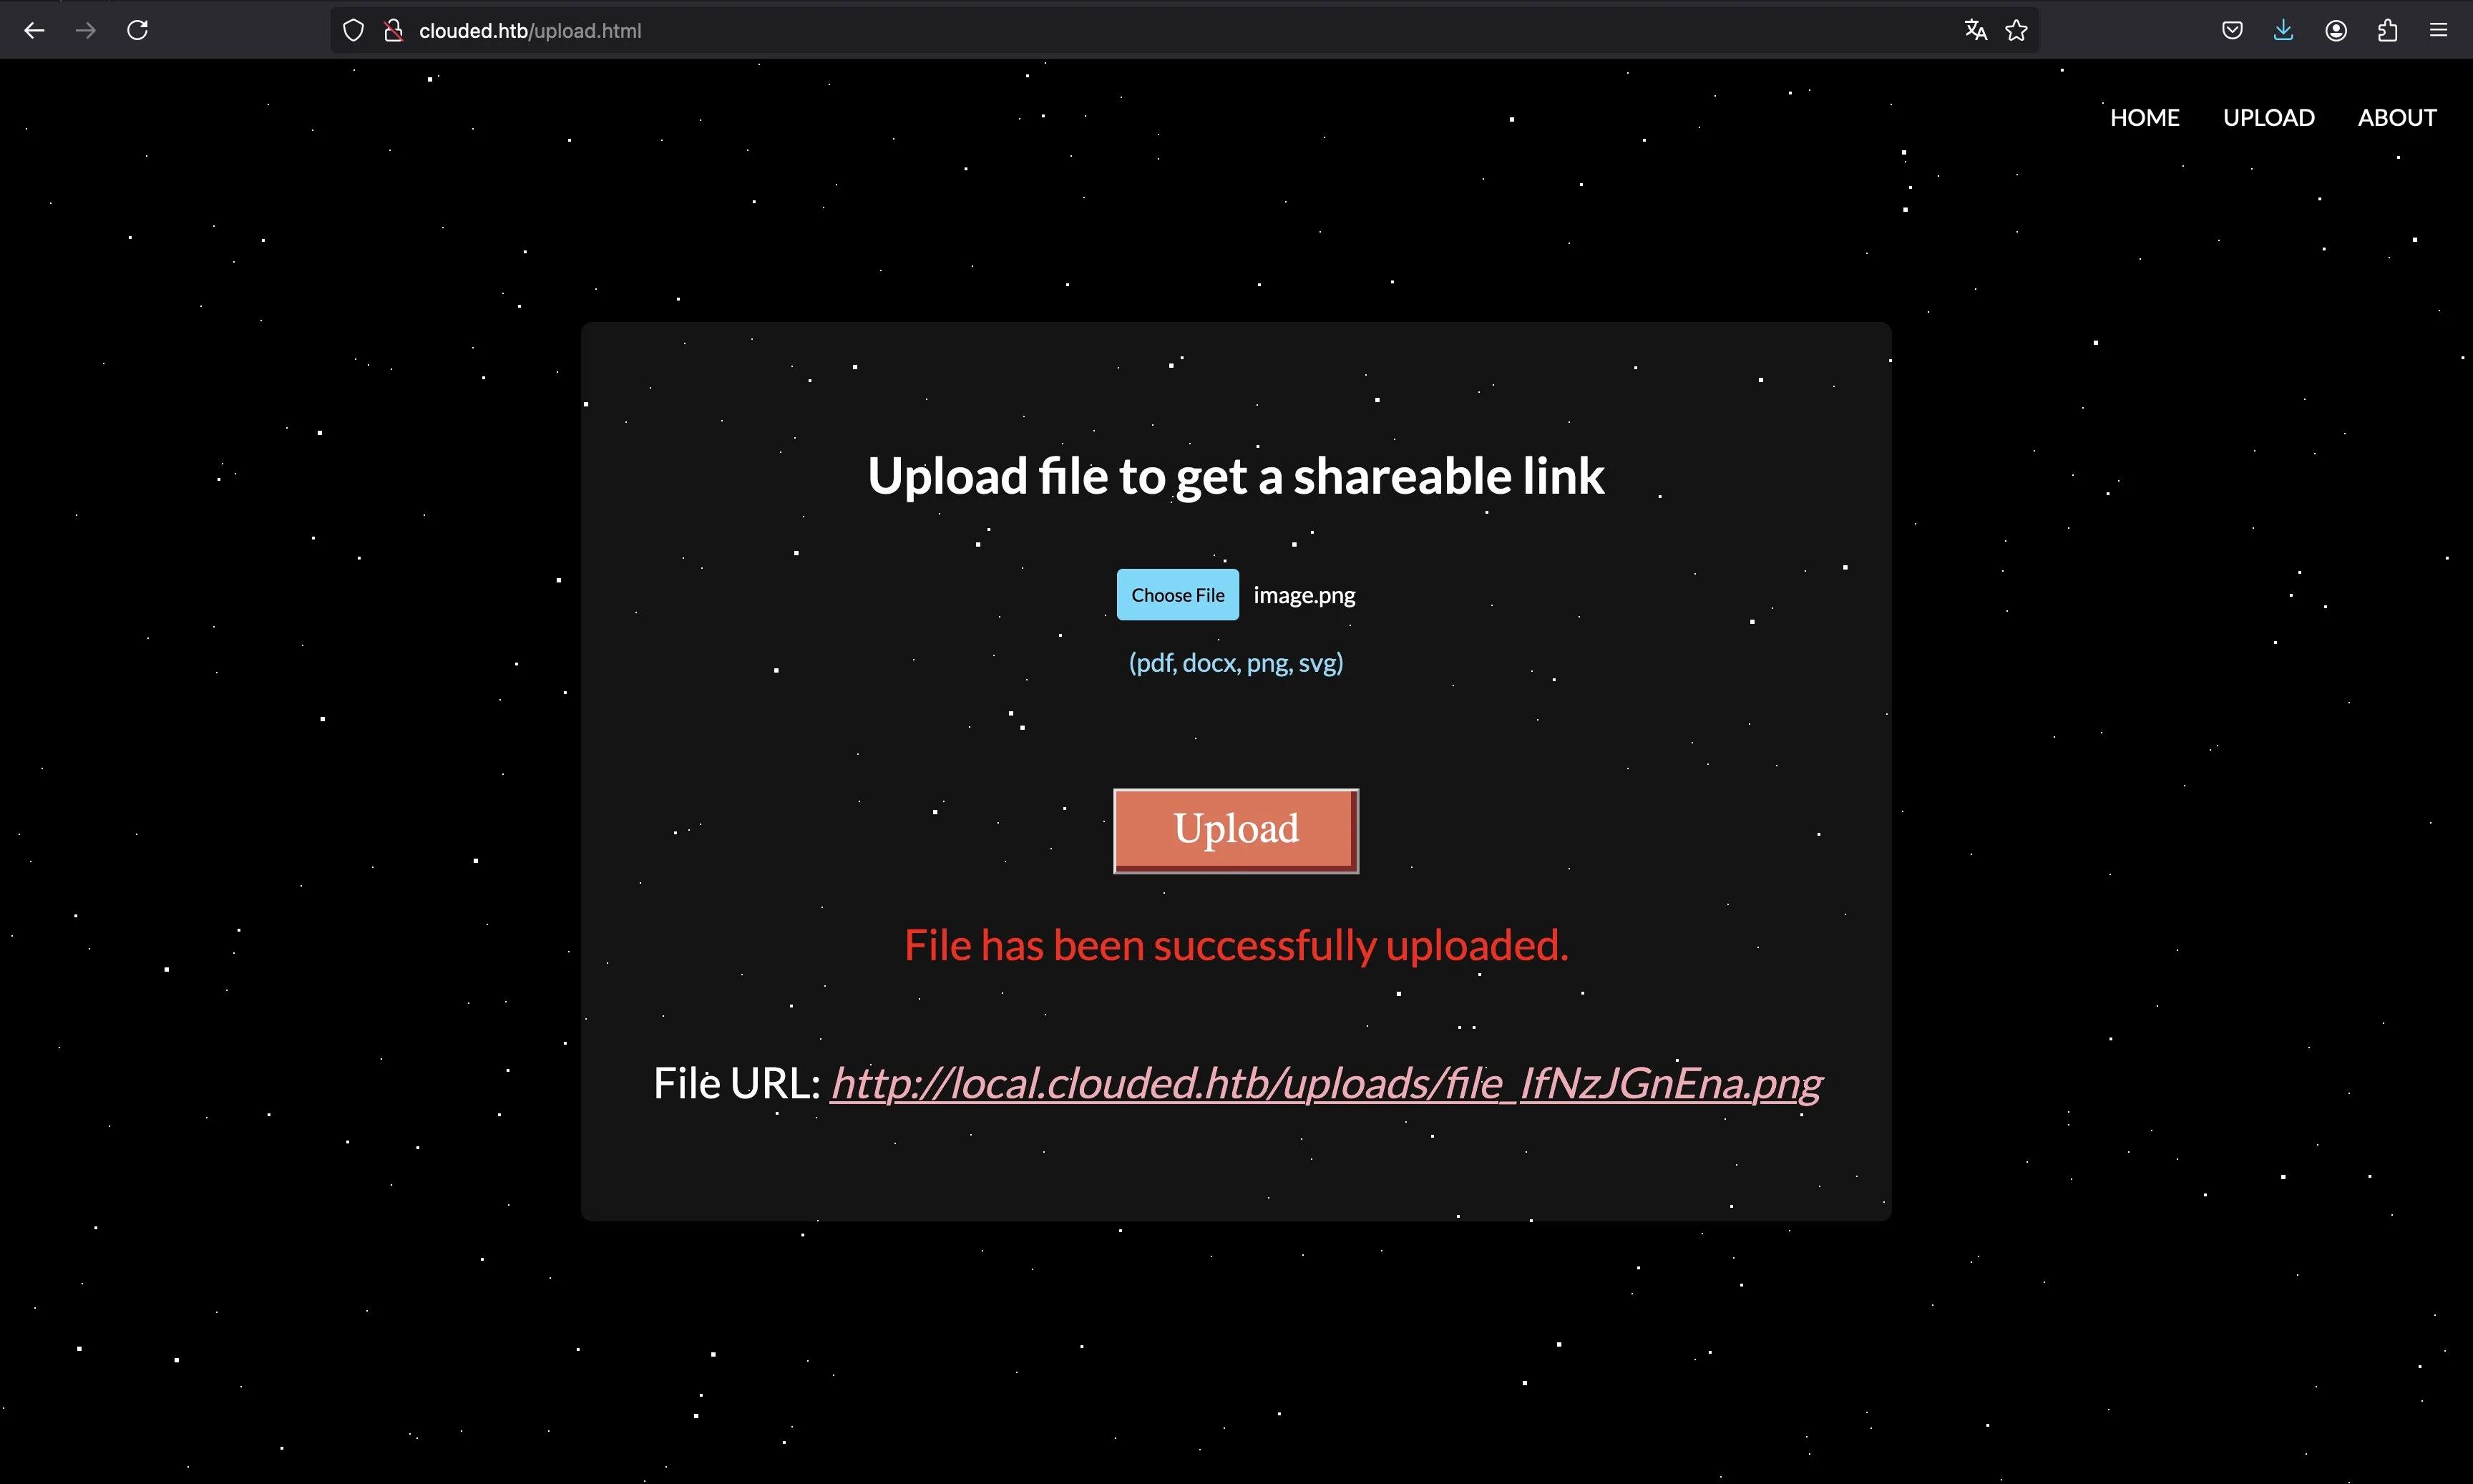 clouded.htb/upload.html
HOME UPLOAD ABOUT
Upload file to get a shareable link
Choose File image.png
(pdf, docx, png, svg)
Upload
File has been successfully uploaded.
File URL: http://local.clouded.htb/uploads/file_IfNzJGnEna.png